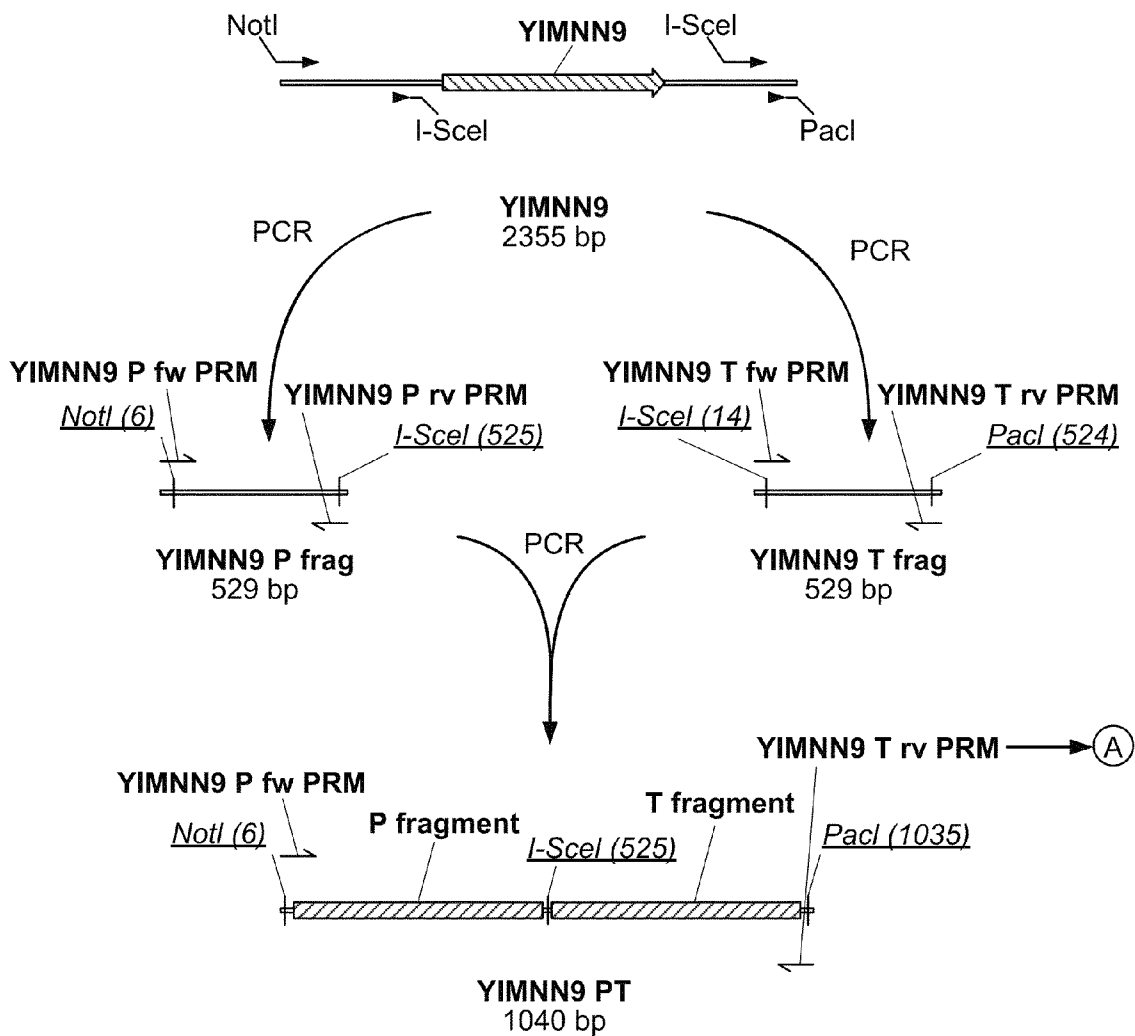 NotI
YlMNN9
I-SceI
I-SceI
PacI
YlMNN9
2355 bp
PCR
PCR
YlMNN9 P fw PRM
NotI (6)
YlMNN9 P rv PRM
I-SceI (525)
YlMNN9 T fw PRM
I-SceI (14)
YlMNN9 T rv PRM
PacI (524)
YlMNN9 P frag
529 bp
PCR
YlMNN9 T frag
529 bp
YlMNN9 T rv PRM
A
YlMNN9 P fw PRM
NotI (6)
P fragment
I-SceI (525)
T fragment
PacI (1035)
YlMNN9 PT
1040 bp